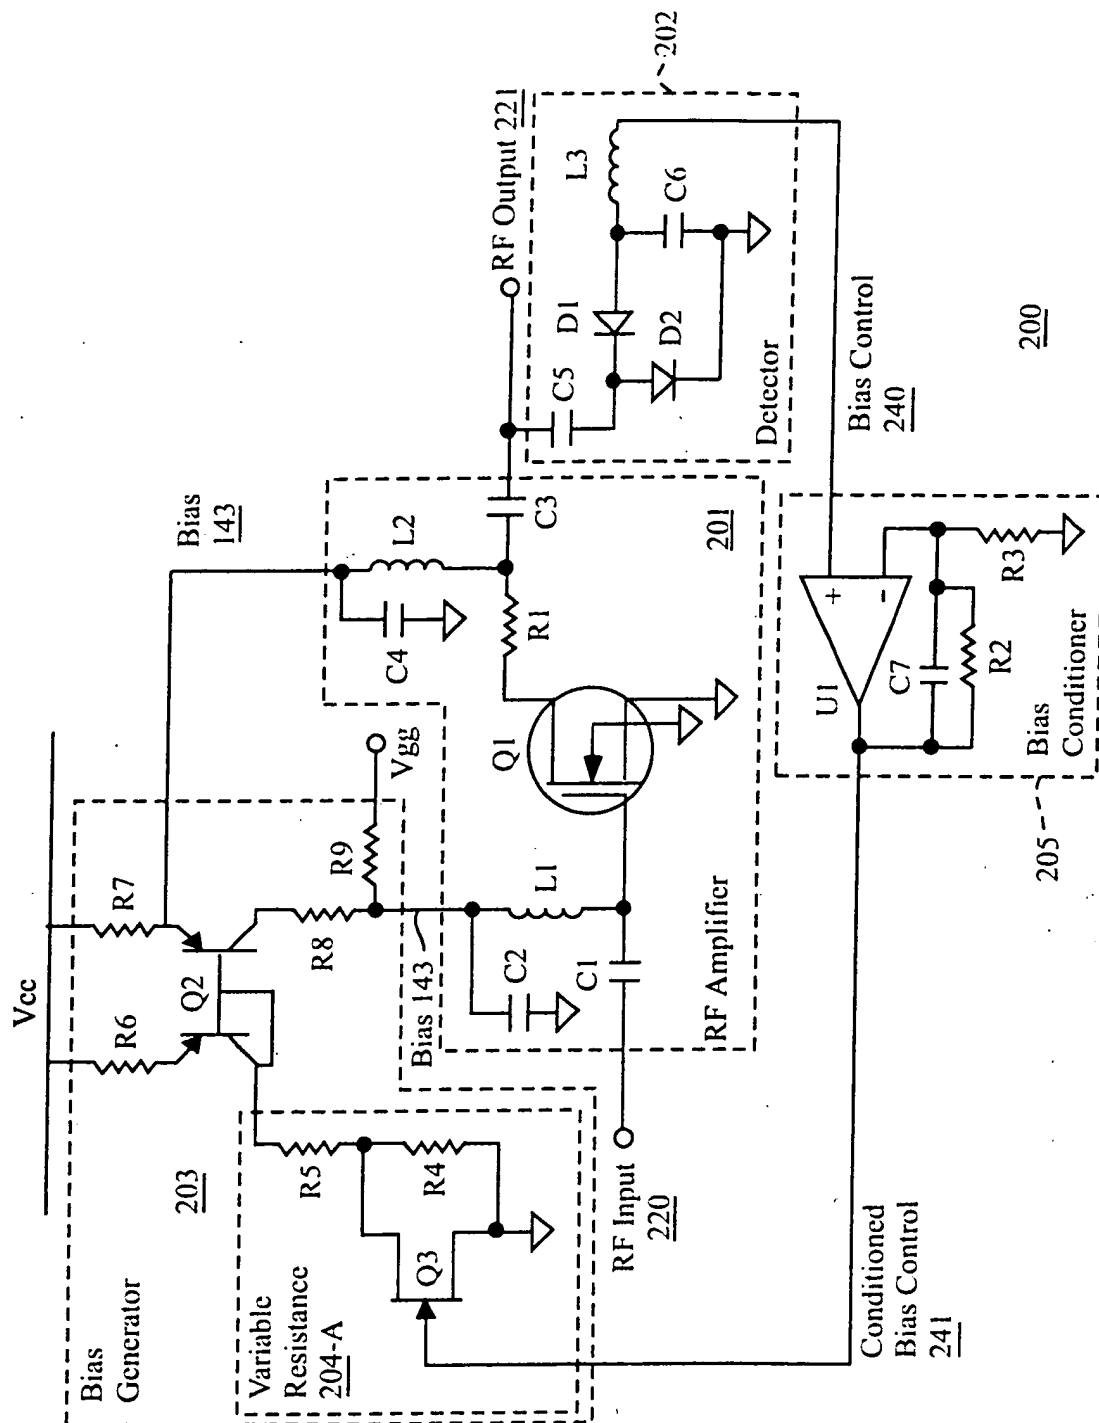 Vcc
R6
R7
Q2
203
Bias
Generator
R5
R4
Q3
Variable
Resistance
204-A
R8
R9
Vgg
Bias 143
Bias
143
C2
L1
C1
RF Input
220
RF Amplifier
201
Q1
C4
L2
R1
C3
RF Output 221
202
C5
D1
D2
L3
C6
Detector
Bias Control
240
200
U1
+
-
C7
R2
R3
Bias
Conditioner
205
Conditioned
Bias Control
241